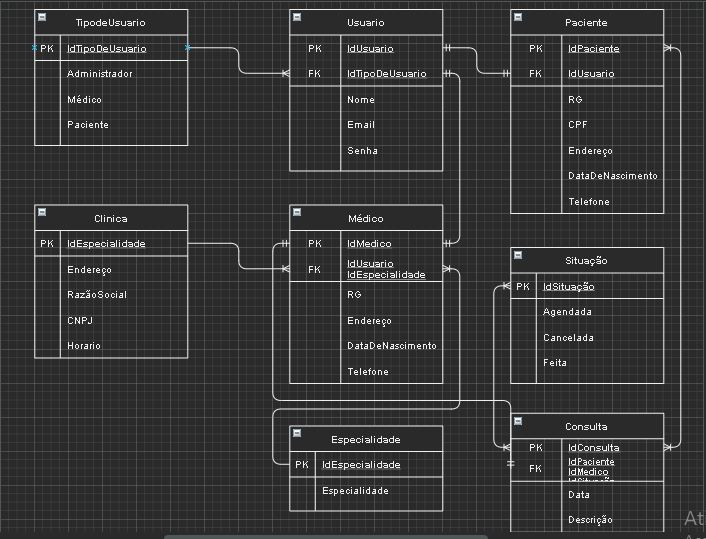 TipodeUsuario
PK IdTipoDeUsuario
Administrador
Médico
Paciente
Usuario
PK IdUsuario
FK IdTipoDeUsuario
Nome
Email
Senha
Paciente
PK IdPaciente
FK IdUsuario
RG
CPF
Endereço
DataDeNascimento
Telefone
Clinica
PK IdEspecialidade
Endereço
RazãoSocial
CNPJ
Horario
Médico
PK IdMedico
FK IdUsuario
IdEspecialidade
RG
Endereço
DataDeNascimento
Telefone
Situação
PK IdSituação
Agendada
Cancelada
Feita
Especialidade
PK IdEspecialidade
Especialidade
Consulta
PK IdConsulta
FK IdPaciente
IdMedico
IdSituação
Data
Descrição